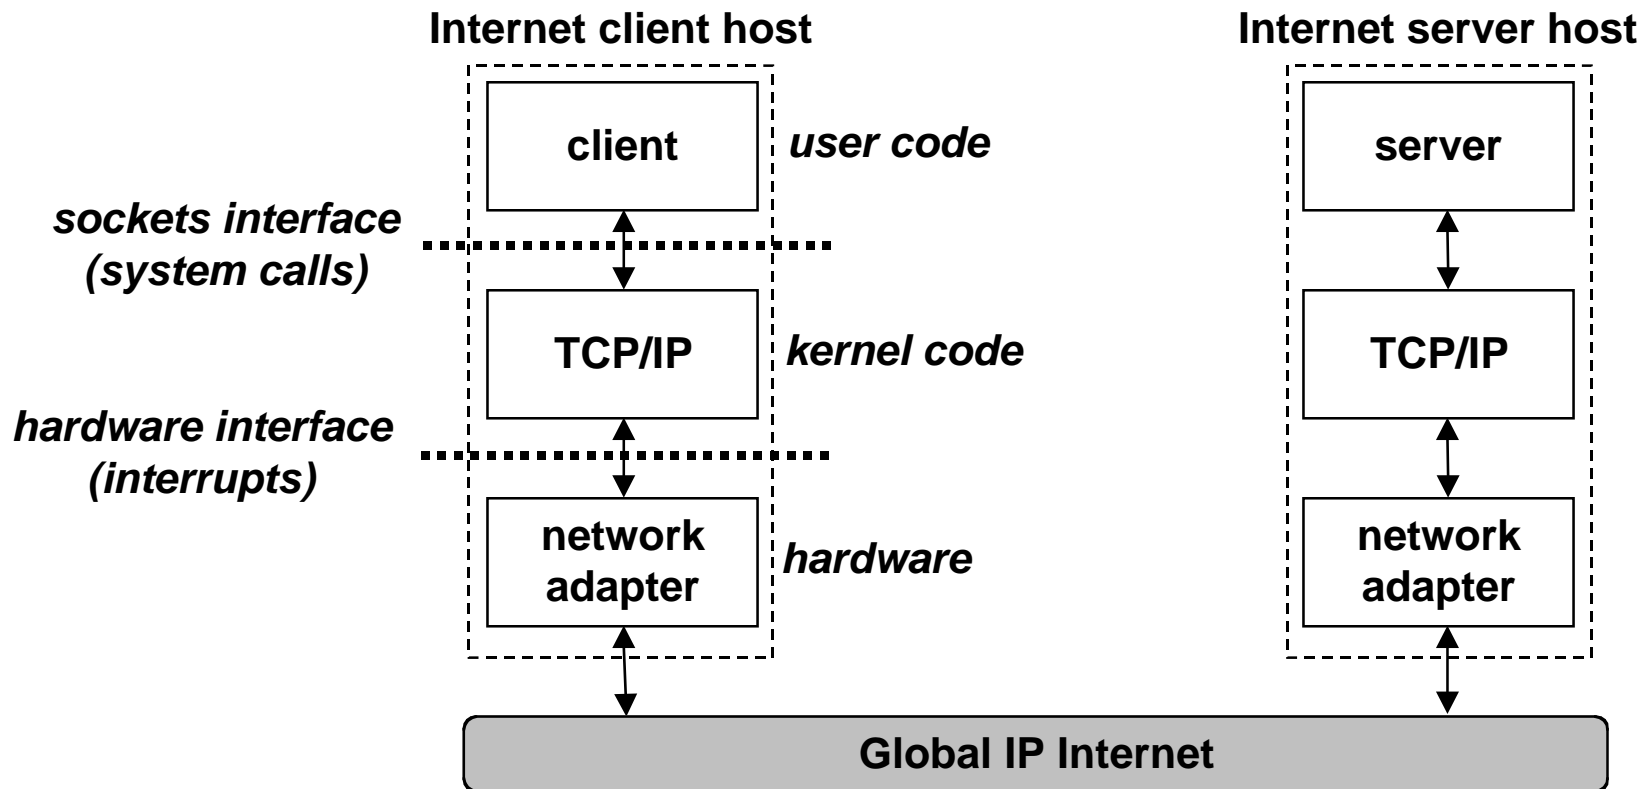 Internet client host
Internet server host
client
user code
server
sockets interface
(system calls)
TCP/IP
kernel code
TCP/IP
hardware interface
(interrupts)
network
adapter
hardware
network
adapter
Global IP Internet